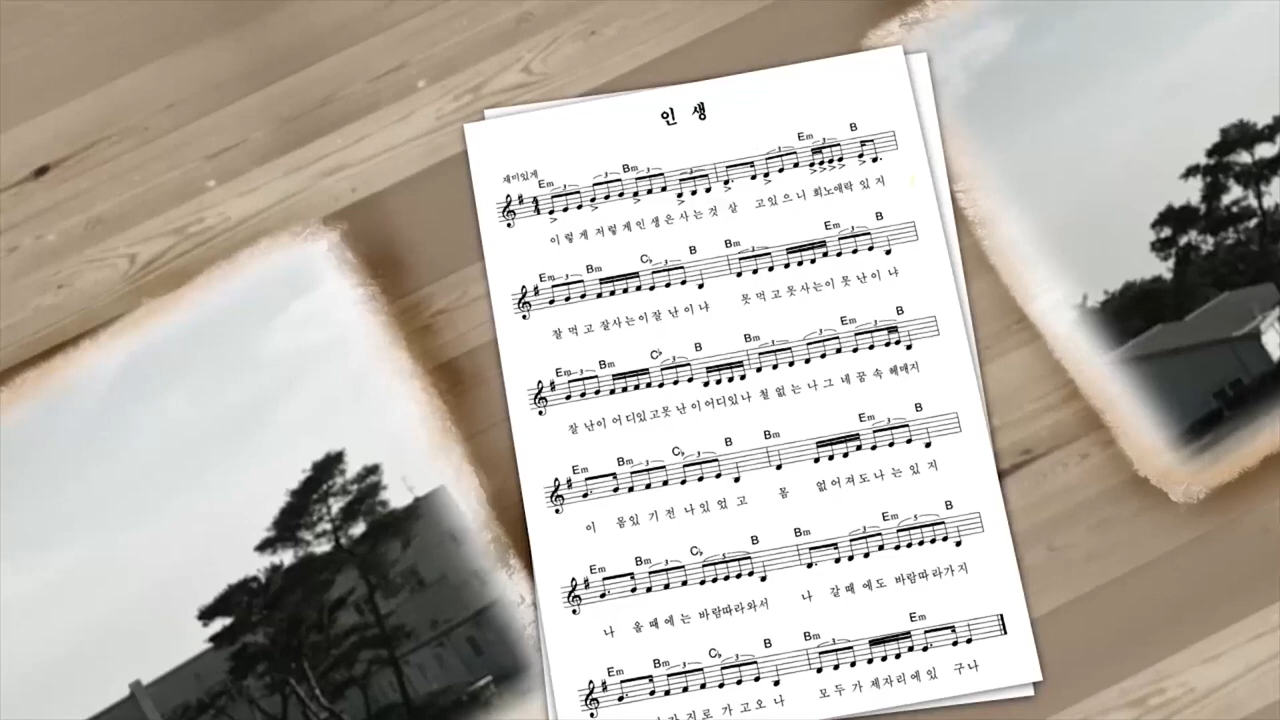 인 생
재미있게
Em Bm Em B
이 렇 게 저렇 게 인 생 은 사 는 것 살 고 있 으 니 희노애락 있 지
Em Bm C♭ B Bm Em B
잘 먹 고 잘사는이 잘 난 이 냐 못 먹 고 못사는이 못 난 이 냐
Em Bm C♭ B Bm Em B
잘 난이 어디있고못 난 이 어디있나 철 없 는 나 그 네 꿈 속 헤매지
Em Bm C♭ B Bm Em B
이 몸있 기 전 나 있 었 고 몸 없어져도 나 는 있 지
Em Bm C♭ B Bm Em B
나 올 때 에 는 바람따라와서 나 갈 때 에도 바람따라가지
Em Bm C♭ B Bm Em
지로 가 고 오 나 모두 가 제자리에 있 구나